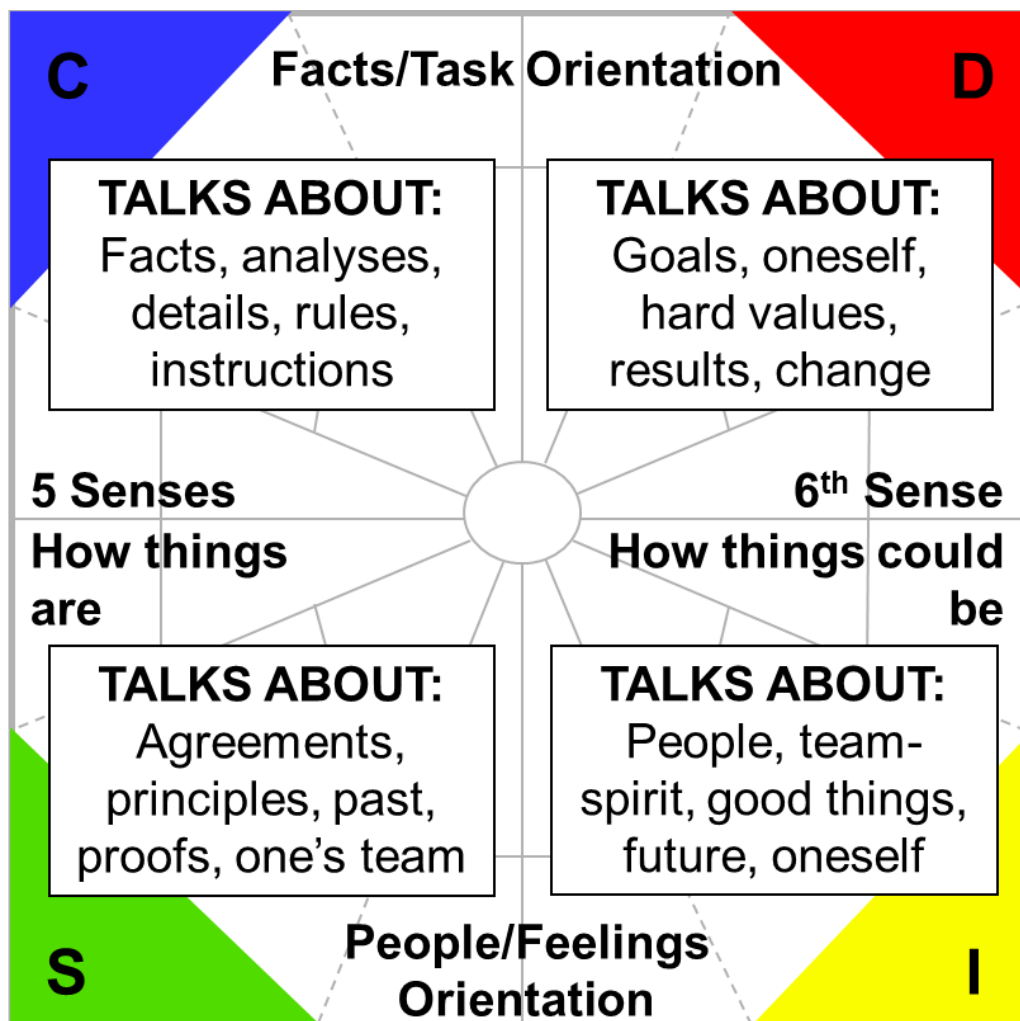 C
Facts/Task Orientation
D
TALKS ABOUT:
Facts, analyses,
details, rules,
instructions
TALKS ABOUT:
Goals, oneself,
hard values,
results, change
5 Senses
How things
are
6th Sense
How things could
be
TALKS ABOUT:
Agreements,
principles, past,
proofs, one’s team
TALKS ABOUT:
People, team-
spirit, good things,
future, oneself
S
People/Feelings
Orientation
I